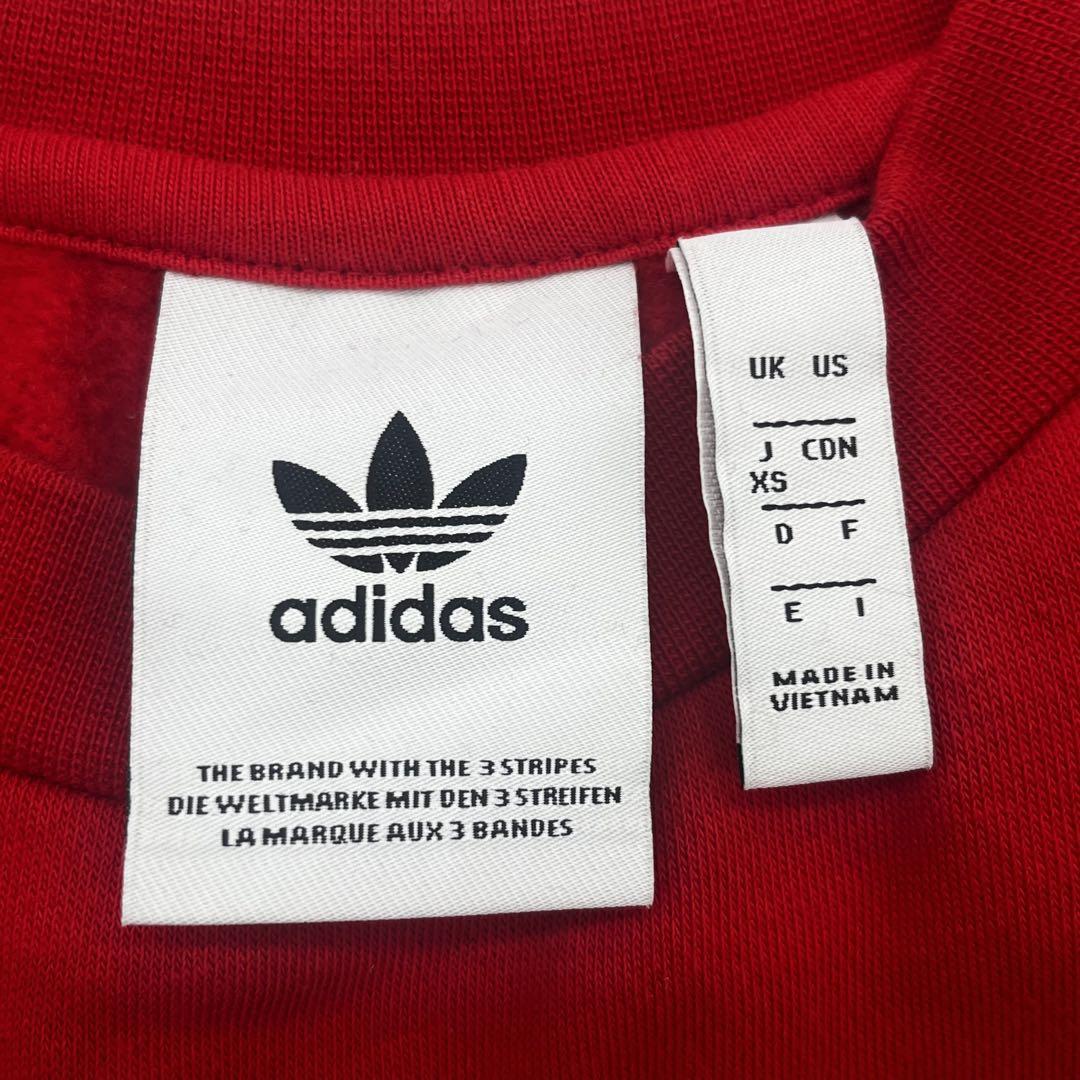 adidas
THE BRAND WITH THE 3 STRIPES
DIE WELTMARKE MIT DEN 3 STREIFEN
LA MARQUE AUX 3 BANDES
UK US
J CDN
XS
D F
E I
MADE IN
VIETNAM